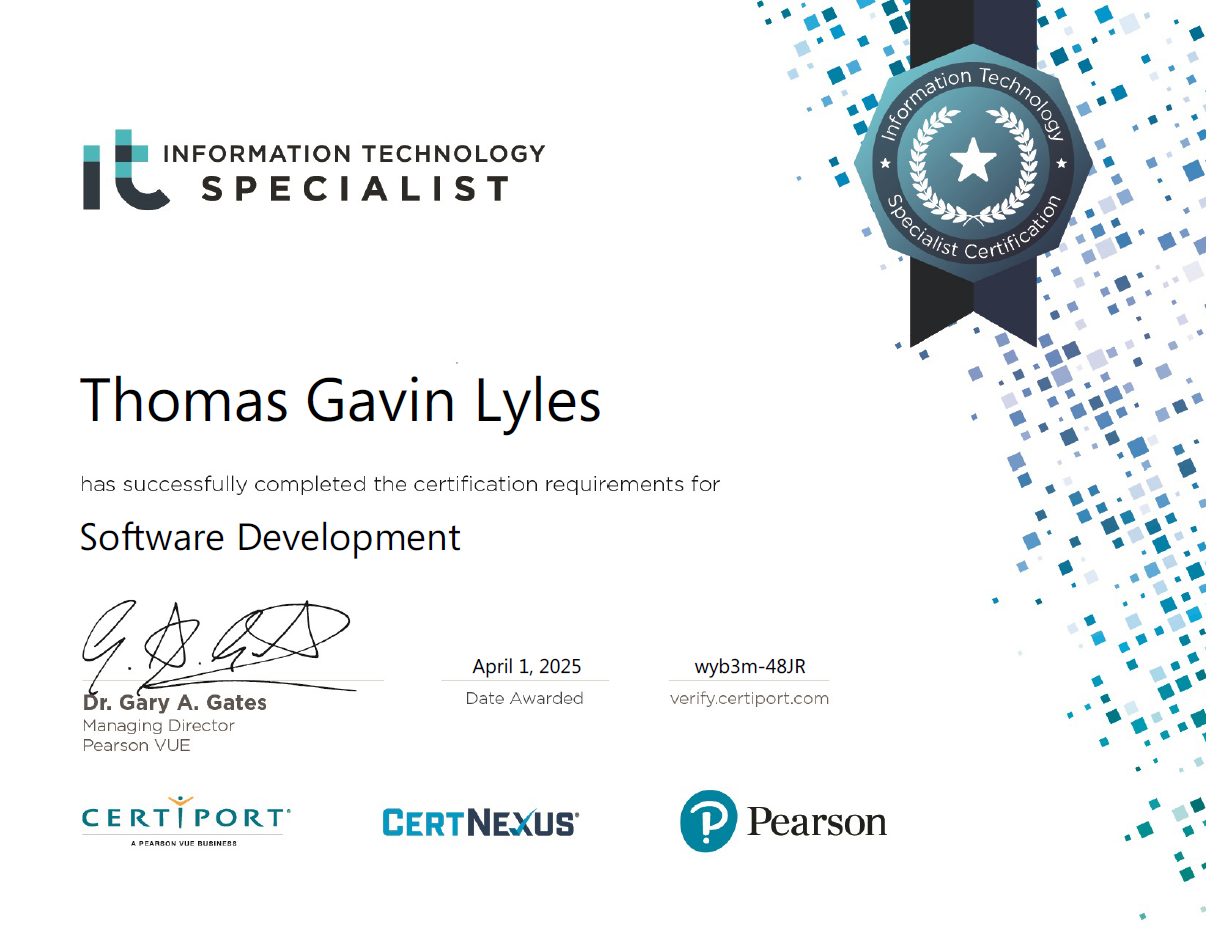 it INFORMATION TECHNOLOGY
SPECIALIST
Information Technology
Specialist Certification
Thomas Gavin Lyles
has successfully completed the certification requirements for
Software Development
April 1, 2025
wyb3m-48JR
Dr. Gary A. Gates
Date Awarded
verify.certiport.com
Managing Director
Pearson VUE
CERTIPORT®
A PEARSON VUE BUSINESS
CERTNEXUS®
P Pearson